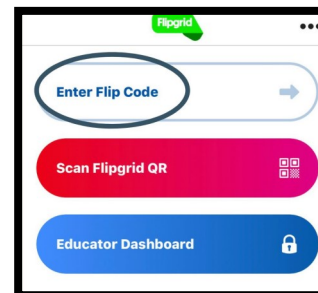 Flipgrid
Enter Flip Code
Scan Flipgrid QR
Educator Dashboard